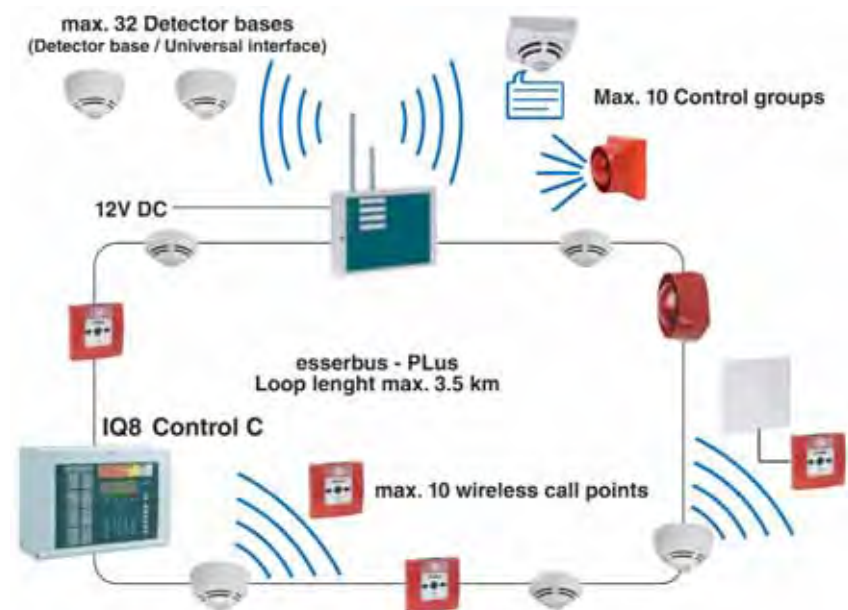 max. 32 Detector bases
(Detector base / Universal interface)
Max. 10 Control groups
12V DC
esserbus - PLus
Loop lenght max. 3.5 km
IQ8 Control C
max. 10 wireless call points